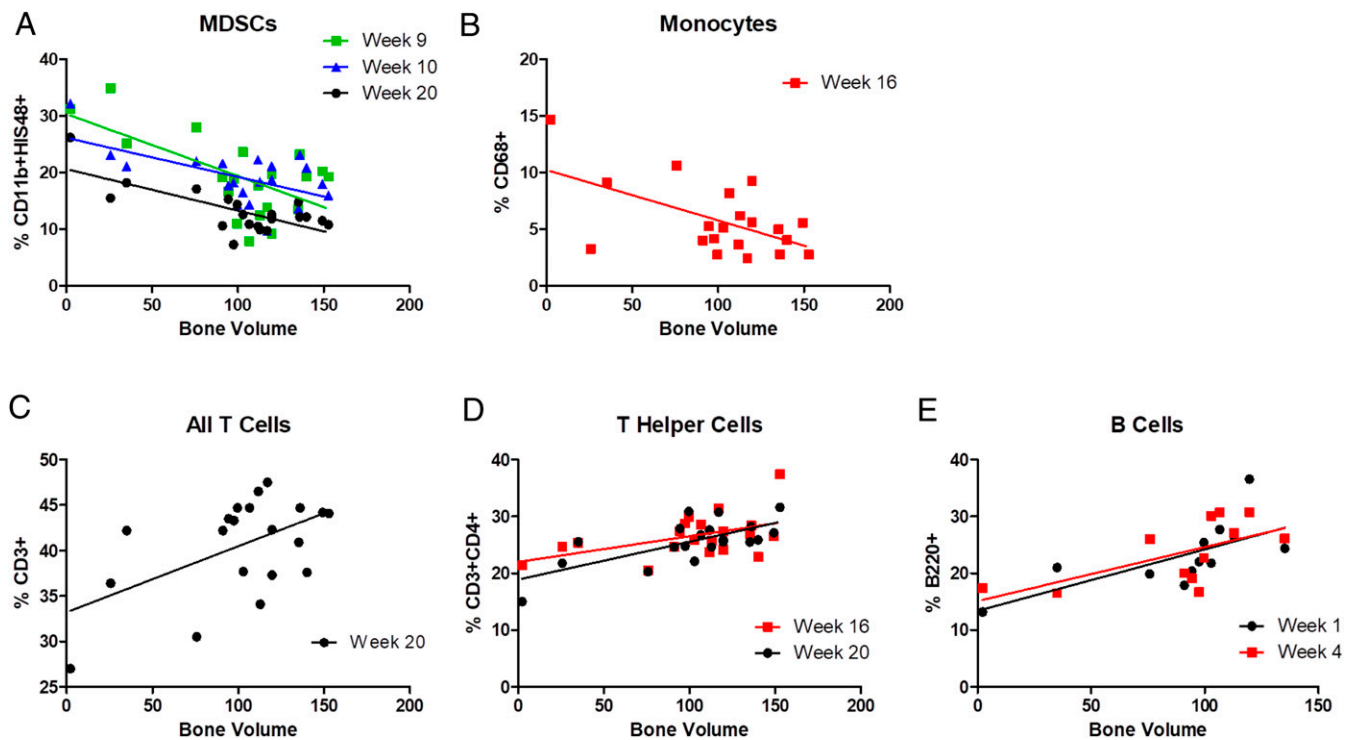 A
MDSCs
Week 9
Week 10
Week 20
% CD11b+HIS48+
40
30
20
10
0
0 50 100 150 200
Bone Volume
B
Monocytes
Week 16
% CD68+
20
15
10
5
0
0 50 100 150 200
Bone Volume
C
All T Cells
% CD3+
50
45
40
35
30
25
Week 20
0 50 100 150 200
Bone Volume
D
T Helper Cells
% CD3+CD4+
40
30
20
10
0
Week 16
Week 20
0 50 100 150 200
Bone Volume
E
B Cells
% B220+
40
30
20
10
0
Week 1
Week 4
0 50 100 150
Bone Volume